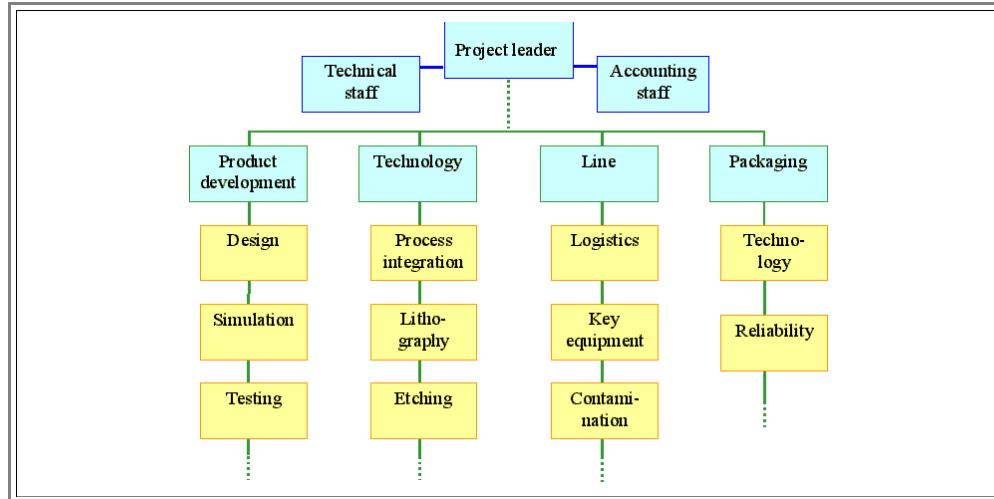 Project leader
Technical
staff
Accounting
staff
Product
development
Technology
Line
Packaging
Design
Process
integration
Logistics
Techno-
logy
Simulation
Litho-
graphy
Key
equipment
Reliability
Testing
Etching
Contami-
nation